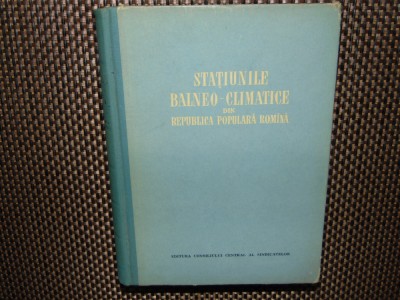 STAȚIUNILE
BALNEO-CLIMATICE
DIN
REPUBLICA POPULARĂ ROMÎNĂ
EDITURA CONSILIULUI CENTRAL AL SINDICATELOR